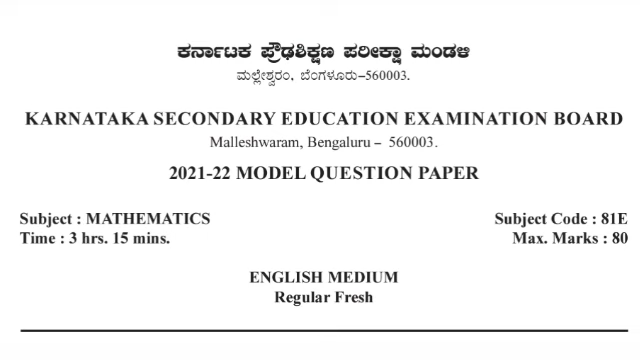 ಕರ್ನಾಟಕ ಪ್ರೌಢಶಿಕ್ಷಣ ಪರೀಕ್ಷಾ ಮಂಡಳಿ
ಮಲ್ಲೇಶ್ವರಂ, ಬೆಂಗಳೂರು–560003.
KARNATAKA SECONDARY EDUCATION EXAMINATION BOARD
Malleshwaram, Bengaluru – 560003.
2021-22 MODEL QUESTION PAPER
Subject : MATHEMATICS Subject Code : 81E
Time : 3 hrs. 15 mins. Max. Marks : 80
ENGLISH MEDIUM
Regular Fresh